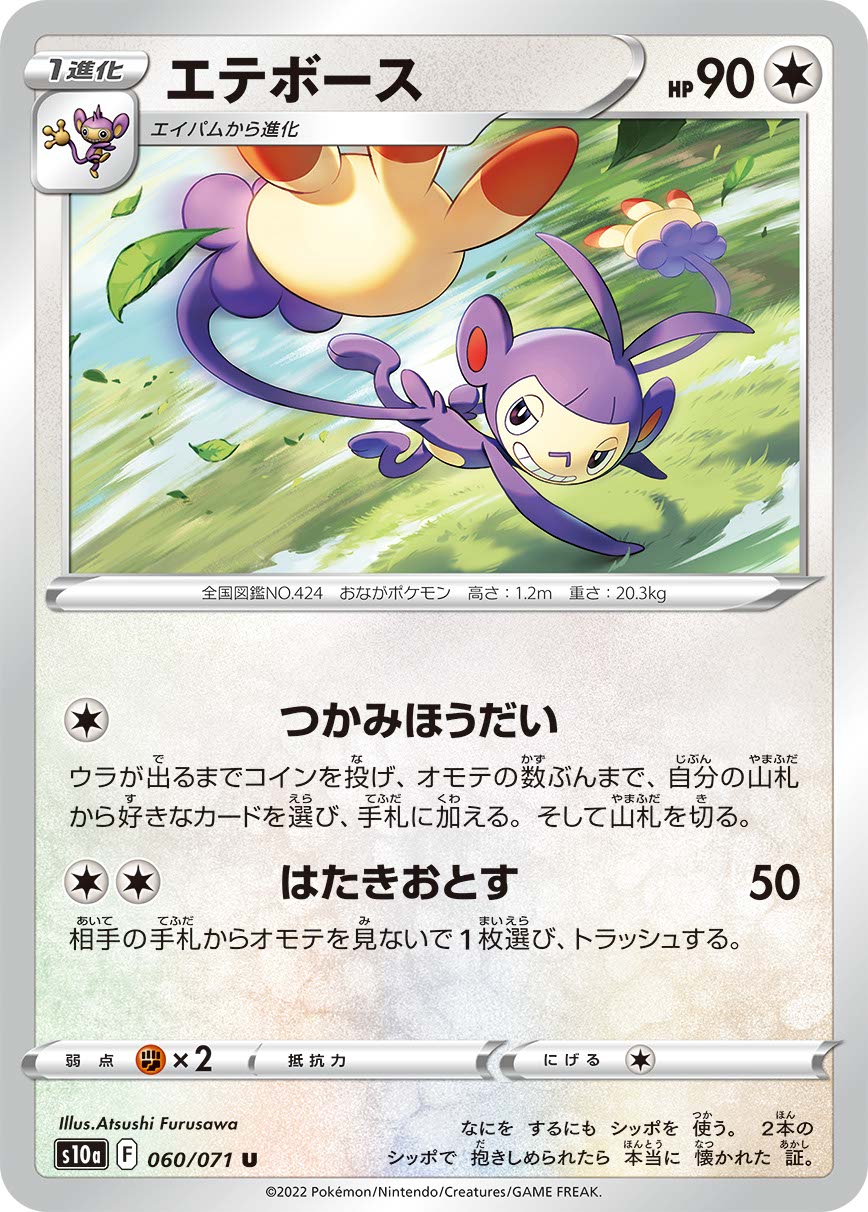 1進化
エテボース
HP90
エイパムから進化
全国図鑑NO.424 おながポケモン 高さ:1.2m 重さ:20.3kg
つかみほうだい
ウラが出るまでコインを投げ、オモテの数ぶんまで、自分の山札
から好きなカードを選び、手札に加える。そして山札を切る。
はたきおとす 50
相手の手札からオモテを見ないで1枚選び、トラッシュする。
弱点 ×2 抵抗力 にげる
Illus.Atsushi Furusawa
なにを するにも シッポを 使う。 2本の
シッポで 抱きしめられたら 本当に 懐かれた 証。
s10a F 060/071 U
©2022 Pokémon/Nintendo/Creatures/GAME FREAK.